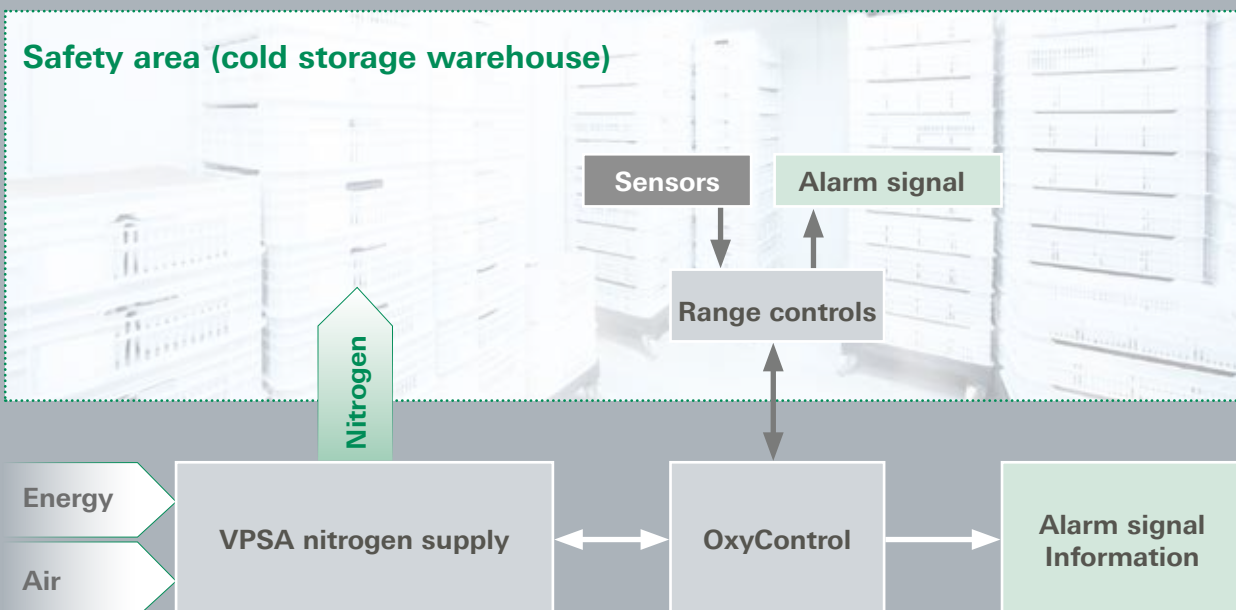 Safety area (cold storage warehouse)
Sensors
Alarm signal
Range controls
Nitrogen
Energy
Air
VPSA nitrogen supply
OxyControl
Alarm signal
Information